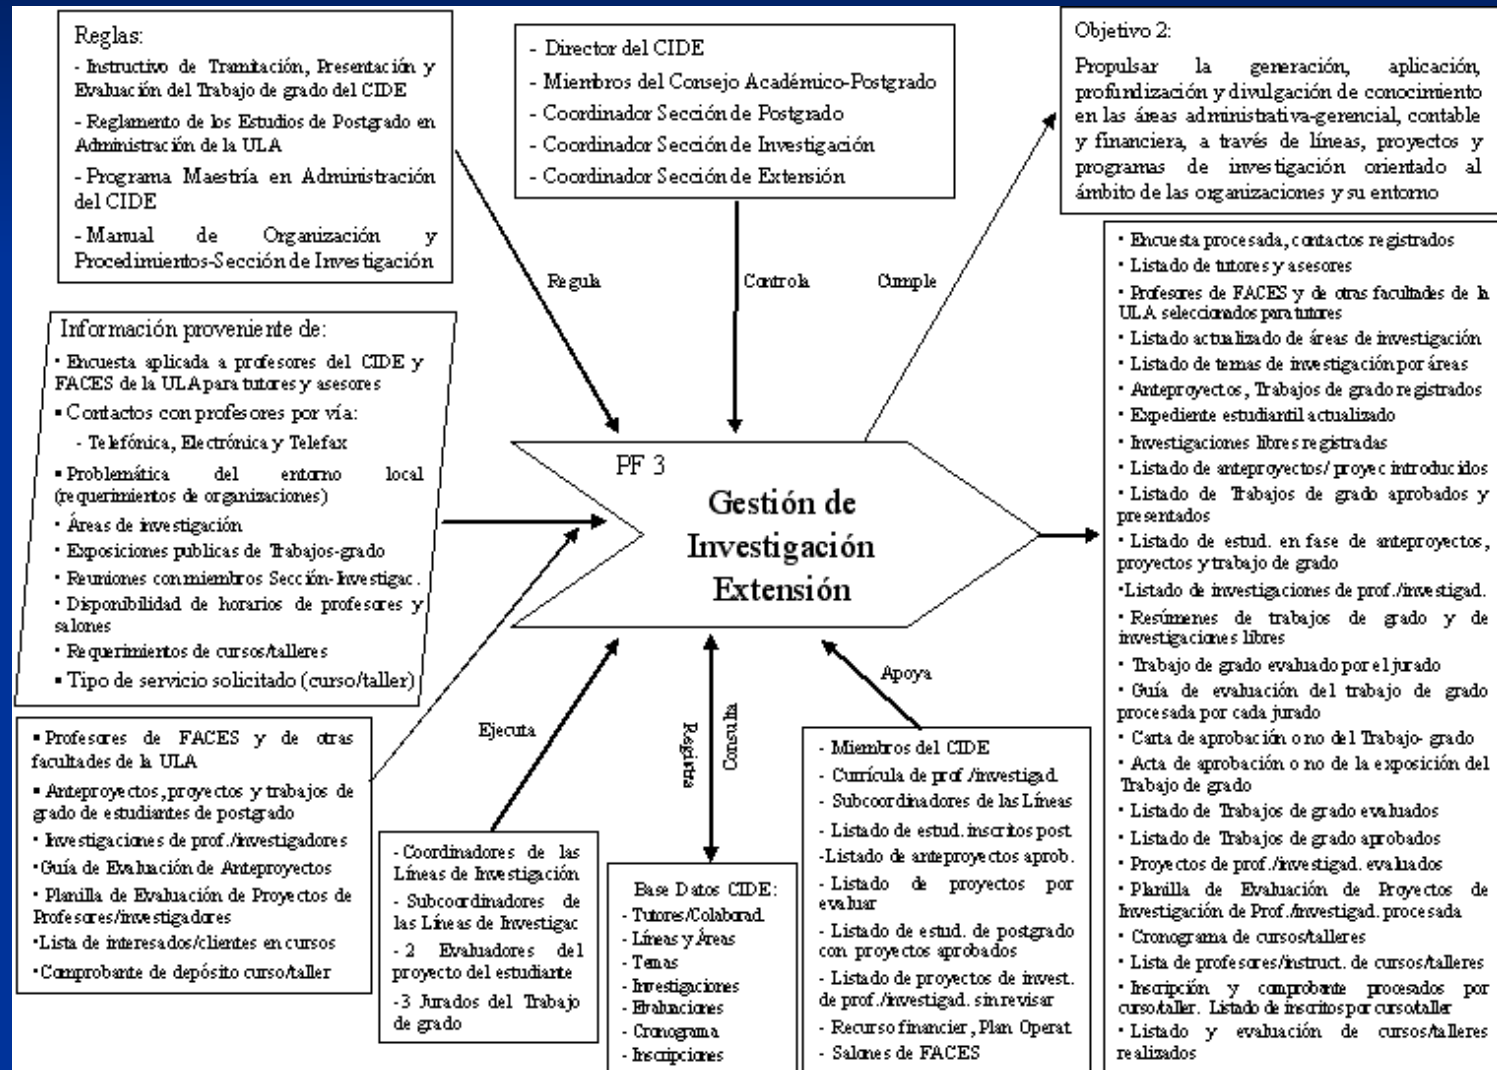 Reglas:
- Instructivo de Tramitación, Presentación y
Evaluación del Trabajo de grado del CIDE
- Reglamento de los Estudios de Postgrado en
Administración de la ULA
- Programa Maestría en Administración
del CIDE
- Manual de Organización y
Procedimientos-Sección de Investigación
- Director del CIDE
- Miembros del Consejo Académico-Postgrado
- Coordinador Sección de Postgrado
- Coordinador Sección de Investigación
- Coordinador Sección de Extensión
Objetivo 2:
Propulsar la generación, aplicación,
profundización y divulgación de conocimiento
en las áreas administrativa-gerencial, contable
y financiera, a través de líneas, proyectos y
programas de investigación orientado al
ámbito de las organizaciones y su entorno
Regula
Controla
Cumple
Información proveniente de:
• Encuesta aplicada a profesores del CIDE y
FACES de la ULA para tutores y asesores
▪ Contactos con profesores por vía:
- Telefónica, Electrónica y Telefax
▪ Problemática del entorno local
(requerimientos de organizaciones)
• Áreas de investigación
• Exposiciones publicas de Trabajos-grado
• Reuniones con miembros Sección-Investigac.
• Disponibilidad de horarios de profesores y
salones
• Requerimientos de cursos/talleres
▪ Tipo de servicio solicitado (curso/taller)
PF 3
Gestión de
Investigación
Extensión
▪ Profesores de FACES y de otras
facultades de la ULA
▪ Anteproyectos, proyectos y trabajos de
grado de estudiantes de postgrado
• Investigaciones de prof./investigadores
•Guía de Evaluación de Anteproyectos
• Planilla de Evaluación de Proyectos de
Profesores/investigadores
•Lista de interesados/clientes en cursos
• Comprobante de depósito curso/taller
Ejecuta
Registra
Consulta
Apoya
- Coordinadores de las
Líneas de Investigación
- Subcoordinadores de
las Líneas de Investigac
- 2 Evaluadores del
proyecto del estudiante
-3 Jurados del Trabajo
de grado
Base Datos CIDE:
- Tutores/Colaborad.
- Líneas y Áreas
- Temas
- Investigaciones
- Evaluaciones
- Cronograma
- Inscripciones
- Miembros del CIDE
- Currícula de prof./investigad.
- Subcoordinadores de las Líneas
- Listado de estud. inscritos post.
-Listado de anteproyectos aprob.
- Listado de proyectos por
evaluar
- Listado de estud. de postgrado
con proyectos aprobados
- Listado de proyectos de invest.
de prof./investigad. sin revisar
- Recurso financier, Plan Operat.
- Salones de FACES
• Encuesta procesada, contactos registrados
• Listado de tutores y asesores
• Profesores de FACES y de otras facultades de la
ULA seleccionados para tutores
• Listado actualizado de áreas de investigación
• Listado de temas de investigación por áreas
• Anteproyectos, Trabajos de grado registrados
• Expediente estudiantil actualizado
• Investigaciones libres registradas
• Listado de anteproyectos/ proyec introducidos
• Listado de Trabajos de grado aprobados y
presentados
• Listado de estud. en fase de anteproyectos,
proyectos y trabajo de grado
•Listado de investigaciones de prof./investigad.
• Resúmenes de trabajos de grado y de
investigaciones libres
• Trabajo de grado evaluado por el jurado
• Guía de evaluación del trabajo de grado
procesada por cada jurado
• Carta de aprobación o no del Trabajo- grado
• Acta de aprobación o no de la exposición del
Trabajo de grado
• Listado de Trabajos de grado evaluados
• Listado de Trabajos de grado aprobados
• Proyectos de prof./investigad. evaluados
• Planilla de Evaluación de Proyectos de
Investigación de Prof./investigad. procesada
• Cronograma de cursos/talleres
• Lista de profesores/instruct. de cursos/talleres
• Inscripción y comprobante procesados por
curso/taller. Listado de inscritos por curso/taller
• Listado y evaluación de cursos/talleres
realizados